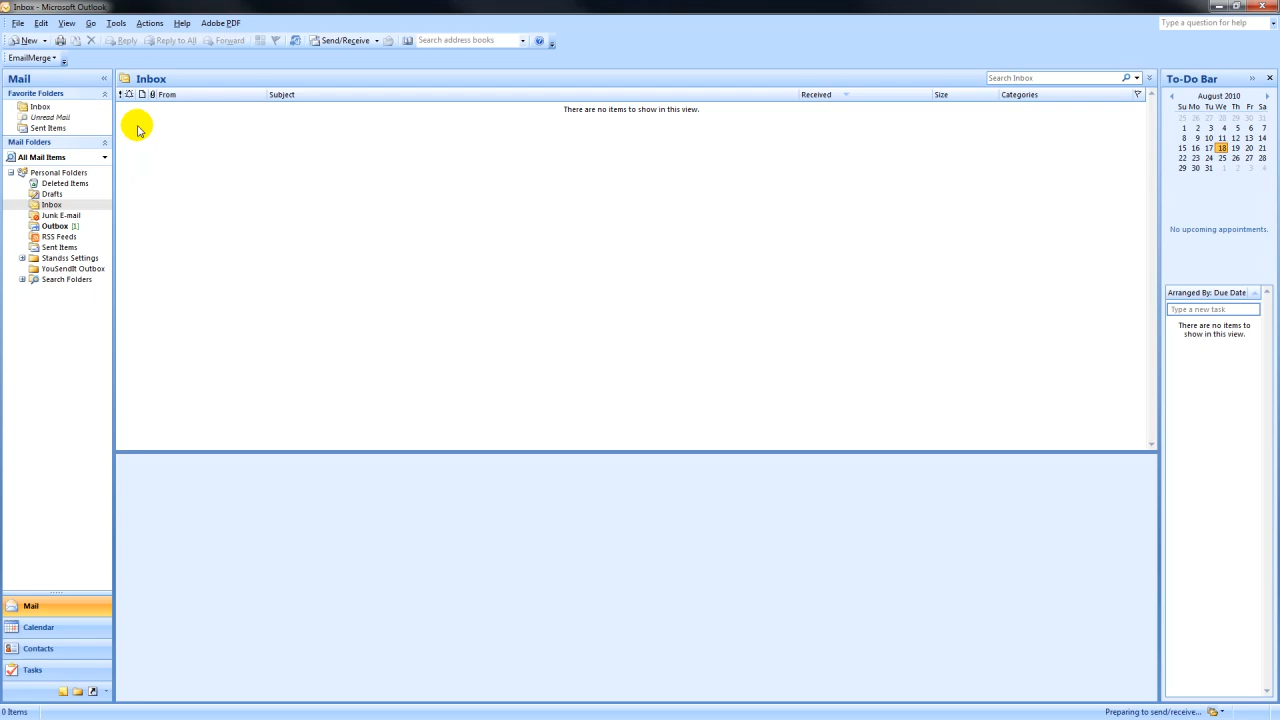 Inbox - Microsoft Outlook
File Edit View Go Tools Actions Help Adobe PDF
Type a question for help
New Reply Reply to All Forward Send/Receive Search address books
EmailMerge
Mail
Favorite Folders
Inbox
Unread Mail
Sent Items
Mail Folders
All Mail Items
Personal Folders
Deleted Items
Drafts
Inbox
Junk E-mail
Outbox [1]
RSS Feeds
Sent Items
Standss Settings
YouSendIt Outbox
Search Folders
Mail
Calendar
Contacts
Tasks
Inbox
Search Inbox
From Subject Received Size Categories
There are no items to show in this view.
To-Do Bar
August 2010
Su Mo Tu We Th Fr Sa
25 26 27 28 29 30 31
1 2 3 4 5 6 7
8 9 10 11 12 13 14
15 16 17 18 19 20 21
22 23 24 25 26 27 28
29 30 31 1 2 3 4
No upcoming appointments.
Arranged By: Due Date
Type a new task
There are no items to
show in this view.
0 Items
Preparing to send/receive...